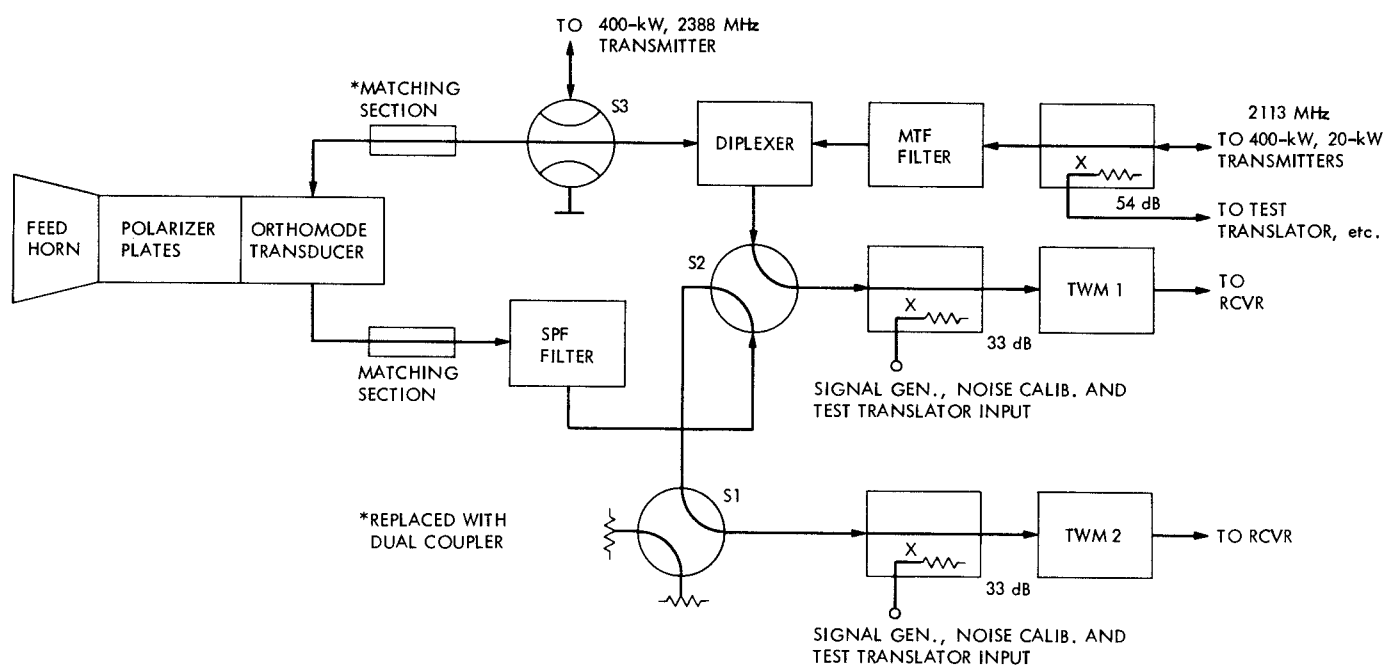 TO 400-kW, 2388 MHz
TRANSMITTER
*MATCHING
SECTION
S3
DIPLEXER
MTF
FILTER
2113 MHz
TO 400-kW, 20-kW
TRANSMITTERS
X
54 dB
TO TEST
TRANSLATOR, etc.
FEED
HORN
POLARIZER
PLATES
ORTHOMODE
TRANSDUCER
S2
X
33 dB
TWM 1
TO
RCVR
SIGNAL GEN., NOISE CALIB. AND
TEST TRANSLATOR INPUT
MATCHING
SECTION
SPF
FILTER
S1
*REPLACED WITH
DUAL COUPLER
X
33 dB
TWM 2
TO RCVR
SIGNAL GEN., NOISE CALIB. AND
TEST TRANSLATOR INPUT